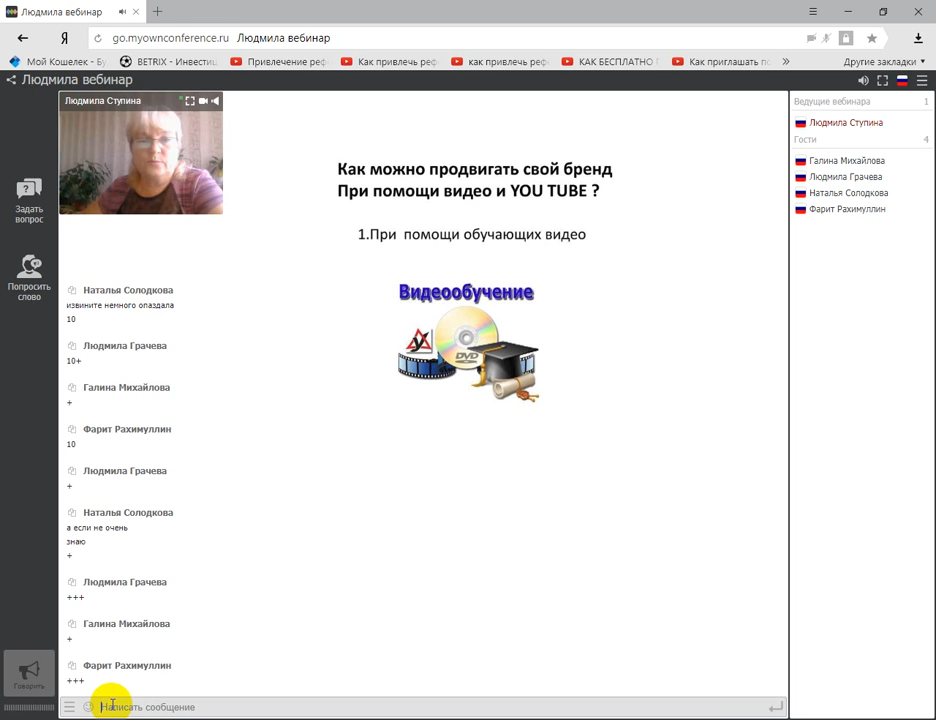 Людмила вебинар
go.myownconference.ru Людмила вебинар
Мой Кошелек - Бу
BETRIX - Инвестиц
Привлечение реф
Как привлечь реф
как привлечь реф
КАК БЕСПЛАТНО
Как приглашать по
»
Другие закладки
Людмила вебинар
Людмила Ступина
Задать
вопрос
Попросить
слово
Как можно продвигать свой бренд
При помощи видео и YOU TUBE ?
1.При помощи обучающих видео
Видеообучение
DVD
Наталья Солодкова
извините немного опаздала
10
Людмила Грачева
10+
Галина Михайлова
+
Фарит Рахимуллин
10
Людмила Грачева
+
Наталья Солодкова
а если не очень
знаю
+
Людмила Грачева
+++
Галина Михайлова
+
Фарит Рахимуллин
+++
Говорить
Написать сообщение
Ведущие вебинара 1
Людмила Ступина
Гости 4
Галина Михайлова
Людмила Грачева
Наталья Солодкова
Фарит Рахимуллин